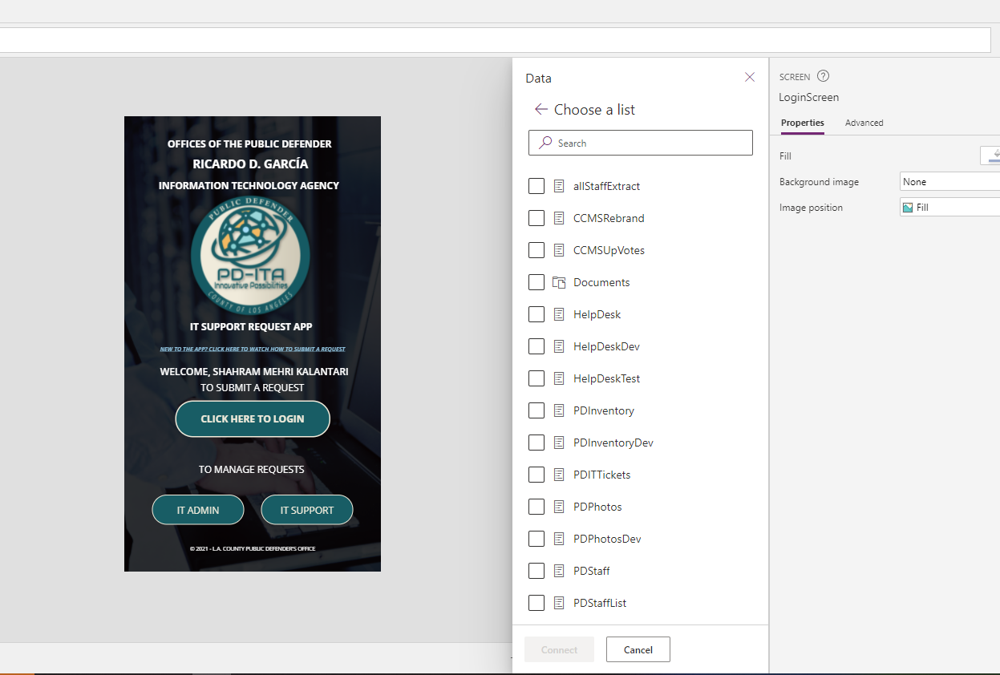 OFFICES OF THE PUBLIC DEFENDER
RICARDO D. GARCÍA
INFORMATION TECHNOLOGY AGENCY
PUBLIC DEFENDER
PD-ITA
Innovative Possibilities
COUNTY OF LOS ANGELES
IT SUPPORT REQUEST APP
NEW TO THE APP? CLICK HERE TO WATCH HOW TO SUBMIT A REQUEST
WELCOME, SHAHRAM MEHRI KALANTARI
TO SUBMIT A REQUEST
CLICK HERE TO LOGIN
TO MANAGE REQUESTS
IT ADMIN
IT SUPPORT
© 2021 - L.A. COUNTY PUBLIC DEFENDER'S OFFICE
Data
Choose a list
Search
allStaffExtract
CCMSRebrand
CCMSUpVotes
Documents
HelpDesk
HelpDeskDev
HelpDeskTest
PDInventory
PDInventoryDev
PDITTickets
PDPhotos
PDPhotosDev
PDStaff
PDStaffList
Connect
Cancel
SCREEN ?
LoginScreen
Properties
Advanced
Fill
Background image
None
Image position
Fill